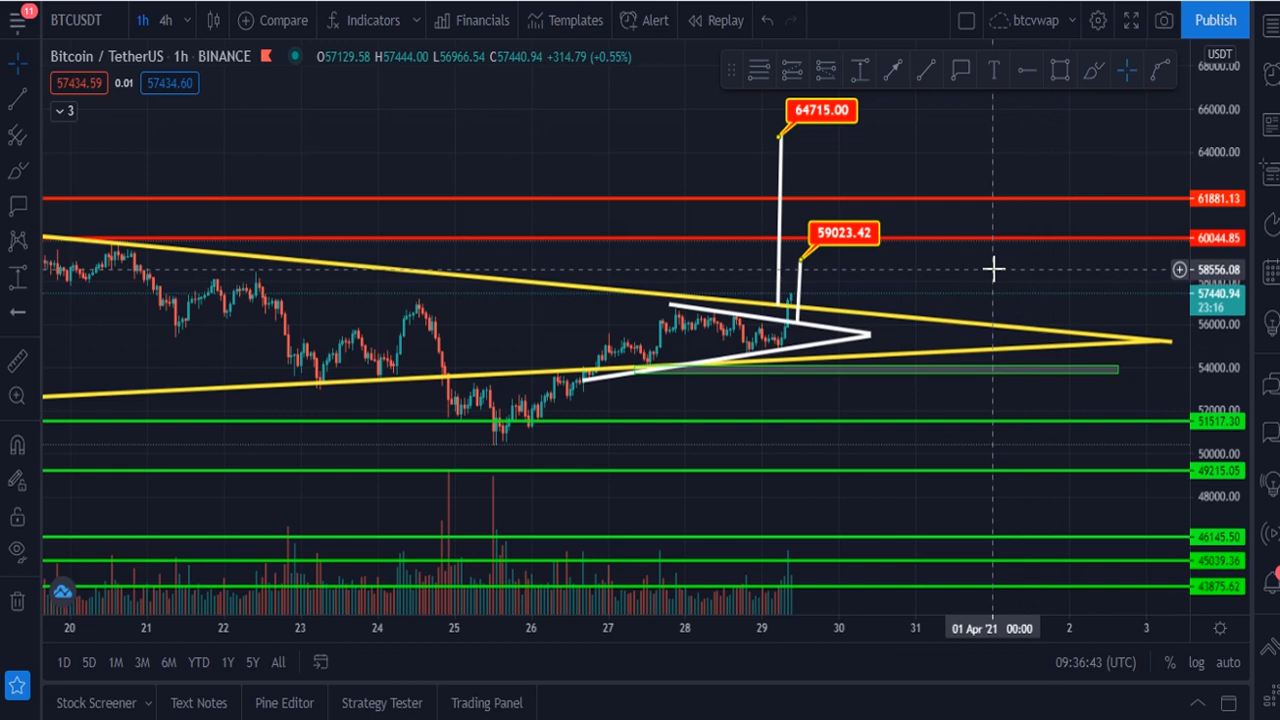 11
BTCUSDT 1h 4h Compare Indicators Financials Templates Alert Replay btcvwap Publish
Bitcoin / TetherUS · 1h · BINANCE O57129.58 H57444.00 L56966.54 C57440.94 +314.79 (+0.55%)
USDT
57434.59 0.01 57434.60
3
T
64715.00
66000.00
64000.00
61881.13
59023.42
60044.85
58556.08
57440.94
23:16
56000.00
54000.00
52000.00
51517.30
50000.00
49215.05
48000.00
46145.50
45039.36
43875.62
20 21 22 23 24 25 26 27 28 29 30 31 01 Apr '21 00:00 2 3
1D 5D 1M 3M 6M YTD 1Y 5Y All 09:36:43 (UTC) % log auto
Stock Screener Text Notes Pine Editor Strategy Tester Trading Panel